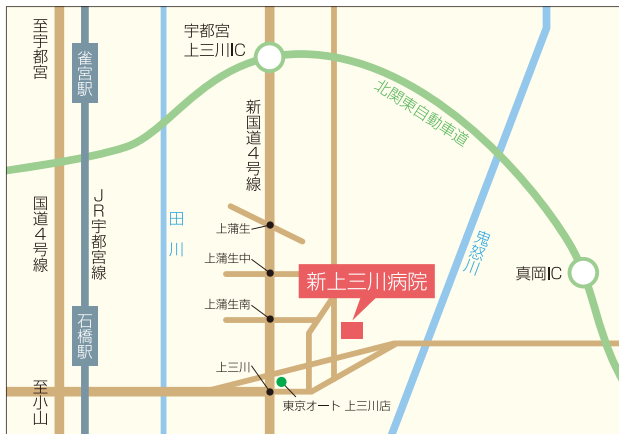 至宇都宮
雀宮駅
宇都宮
上三川IC
新国道4号線
北関東自動車道
国道4号線
JR宇都宮線
田川
鬼怒川
上蒲生
上蒲生中
上蒲生南
新上三川病院
真岡IC
石橋駅
上三川
東京オート 上三川店
至小山